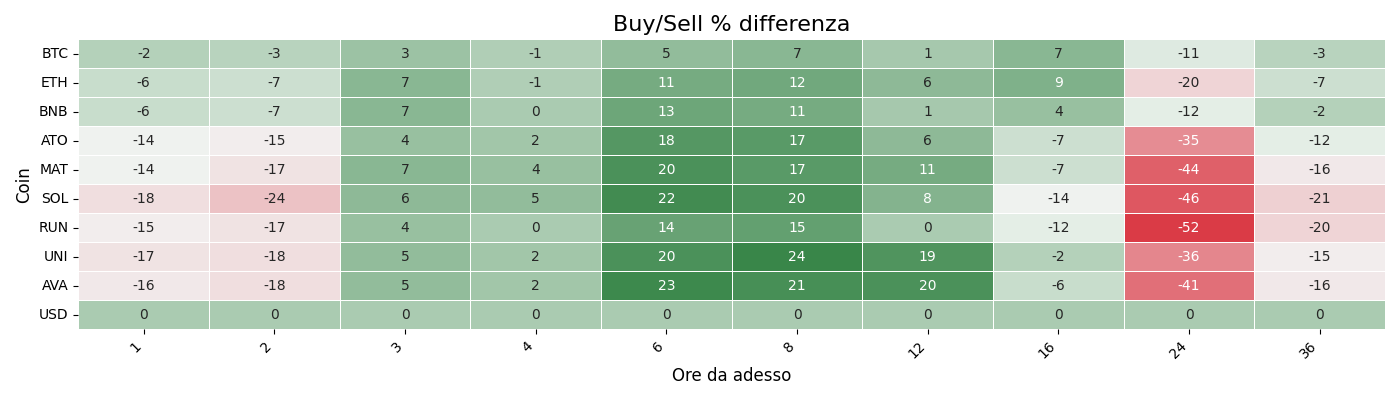 Buy/Sell % differenza
Coin
BTC -2 -3 3 -1 5 7 1 7 -11 -3
ETH -6 -7 7 -1 11 12 6 9 -20 -7
BNB -6 -7 7 0 13 11 1 4 -12 -2
ATO -14 -15 4 2 18 17 6 -7 -35 -12
MAT -14 -17 7 4 20 17 11 -7 -44 -16
SOL -18 -24 6 5 22 20 8 -14 -46 -21
RUN -15 -17 4 0 14 15 0 -12 -52 -20
UNI -17 -18 5 2 20 24 19 -2 -36 -15
AVA -16 -18 5 2 23 21 20 -6 -41 -16
USD 0 0 0 0 0 0 0 0 0 0
1 2 3 4 6 8 12 16 24 36
Ore da adesso